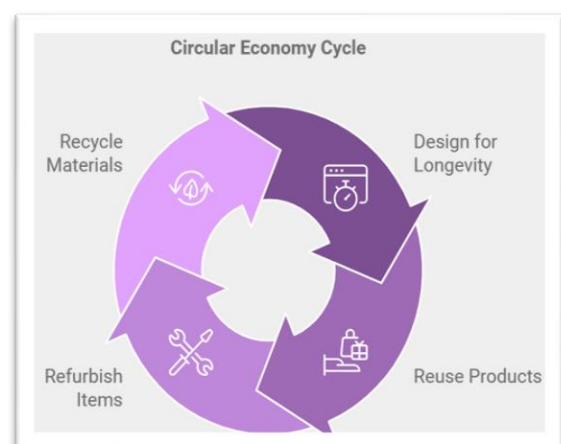 Circular Economy Cycle
Recycle
Materials
Design for
Longevity
Refurbish
Items
Reuse Products